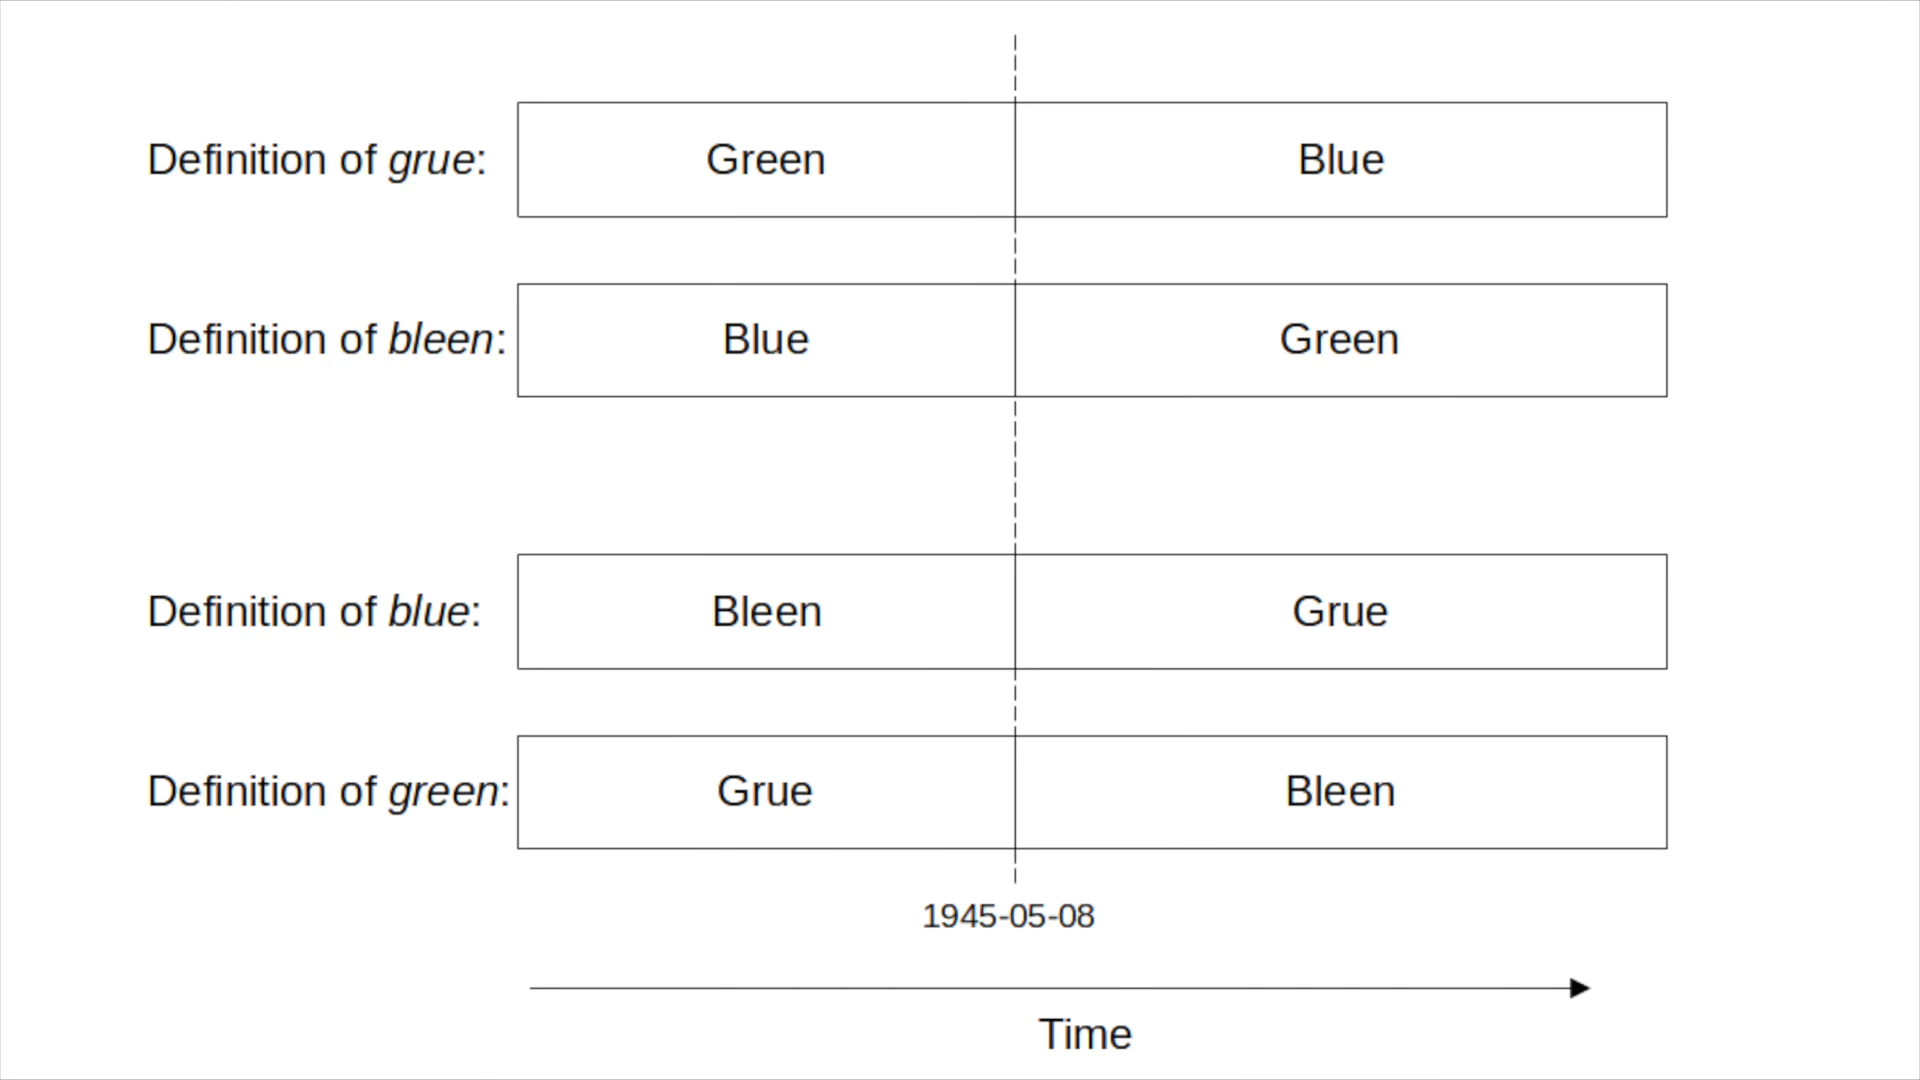 Definition of grue: Green Blue
Definition of bleen: Blue Green
Definition of blue: Bleen Grue
Definition of green: Grue Bleen
1945-05-08
Time